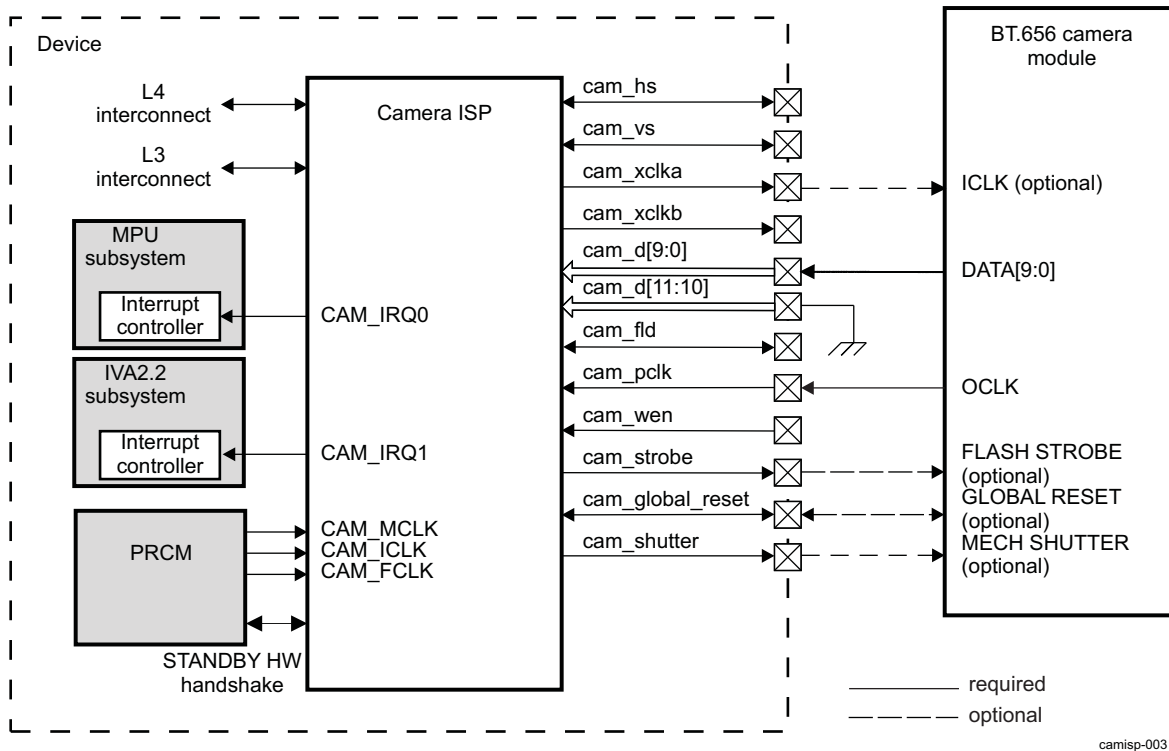 Device
BT.656 camera
module
L4
interconnect
L3
interconnect
Camera ISP
cam_hs
cam_vs
cam_xclka
ICLK (optional)
cam_xclkb
cam_d[9:0]
DATA[9:0]
cam_d[11:10]
MPU
subsystem
Interrupt
controller
CAM_IRQ0
cam_fld
cam_pclk
OCLK
IVA2.2
subsystem
Interrupt
controller
CAM_IRQ1
cam_wen
cam_strobe
FLASH STROBE
(optional)
cam_global_reset
GLOBAL RESET
(optional)
cam_shutter
MECH SHUTTER
(optional)
PRCM
CAM_MCLK
CAM_ICLK
CAM_FCLK
STANDBY HW
handshake
required
optional
camisp-003